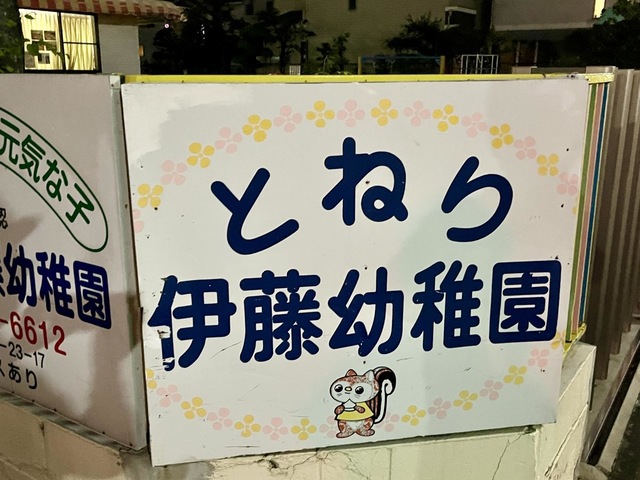 元気な子
幼稚園
-6612
-23-17
あり
とねり
伊藤幼稚園